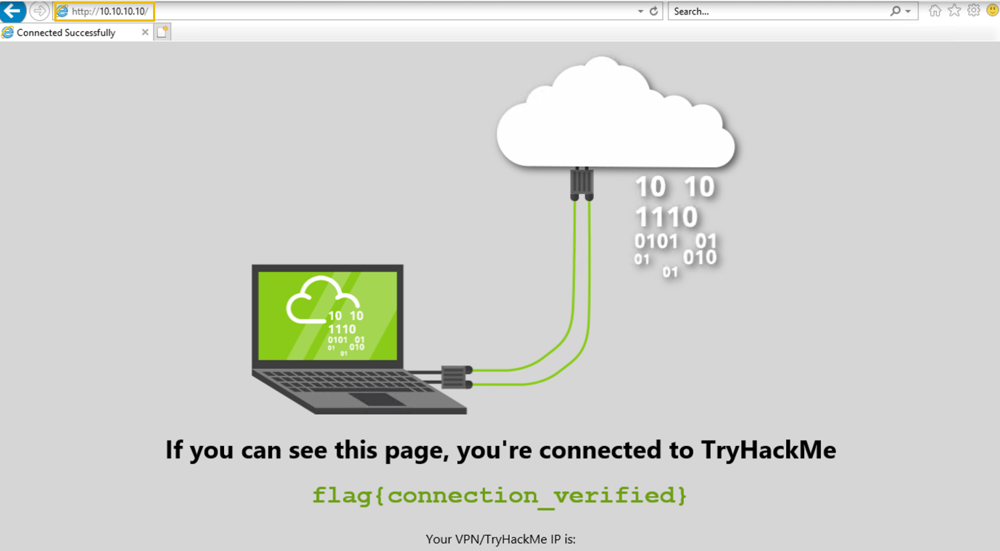 http://10.10.10.10/
Search...
Connected Successfully
10 10
1110
0101 01
01 010
01
10 10
1110
0101 01
01 010
01
If you can see this page, you're connected to TryHackMe
flag{connection_verified}
Your VPN/TryHackMe IP is: